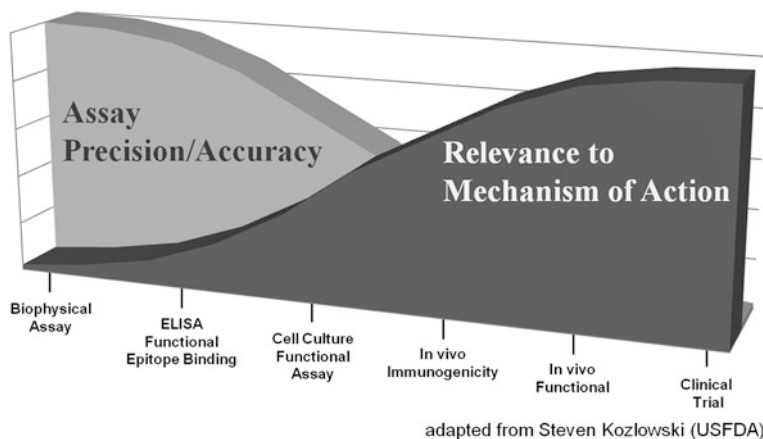 Assay
Precision/Accuracy
Relevance to
Mechanism of Action
Biophysical
Assay
ELISA
Functional
Epitope Binding
Cell Culture
Functional
Assay
In vivo
Immunogenicity
In vivo
Functional
Clinical
Trial
adapted from Steven Kozlowski (USFDA)